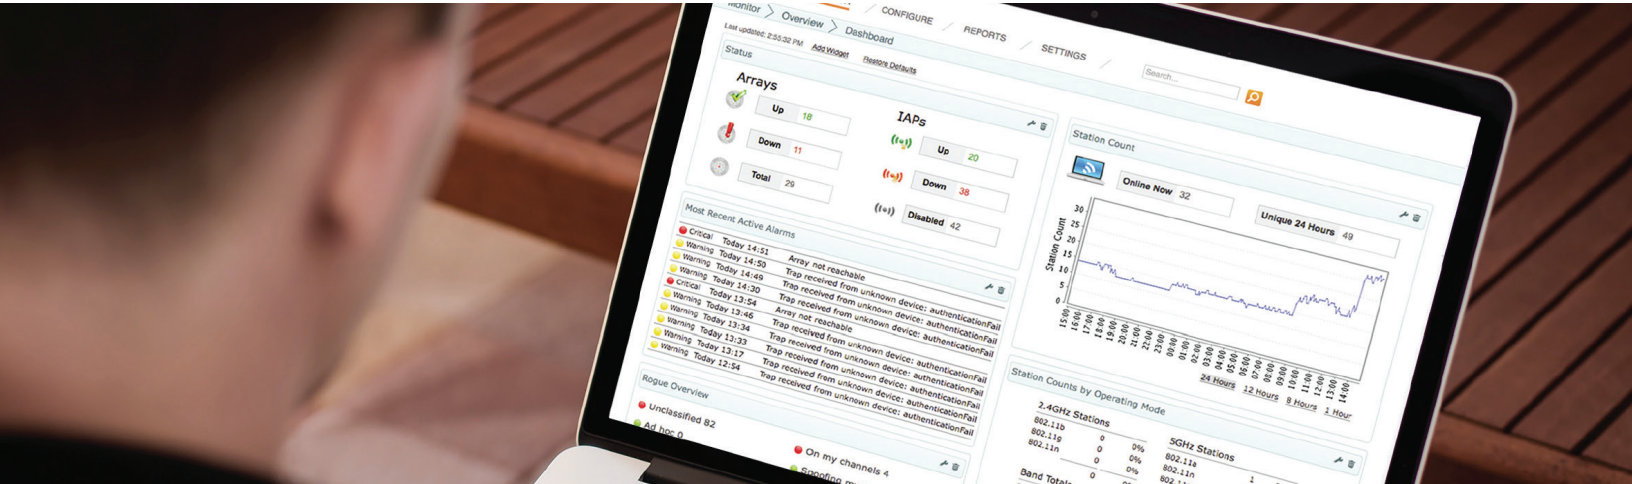 Monitor Overview Dashboard
CONFIGURE REPORTS SETTINGS
Last updated: 2:55:32 PM Add Widget Restore Defaults
Search...
Status
Arrays
Up 18
Down 11
Total 29
IAPs
Up 20
Down 38
Disabled 42
Most Recent Active Alarms
Critical Today 14:51 Array not reachable
Warning Today 14:50 Trap received from unknown device: authenticationFail
Warning Today 14:49 Trap received from unknown device: authenticationFail
Warning Today 14:30 Trap received from unknown device: authenticationFail
Critical Today 13:54 Array not reachable
Warning Today 13:46 Trap received from unknown device: authenticationFail
Warning Today 13:34 Trap received from unknown device: authenticationFail
Warning Today 13:33 Trap received from unknown device: authenticationFail
Warning Today 13:17 Trap received from unknown device: authenticationFail
Warning Today 12:54 Trap received from unknown device: authenticationFail
Rogue Overview
Unclassified 82
Ad hoc 0
On my channels 4
Station Count
Online Now 32
Unique 24 Hours 49
Station Count
30
25
20
15
10
5
0
15:00 16:00 17:00 18:00 19:00 20:00 21:00 22:00 23:00 00:00 01:00 02:00 03:00 04:00 05:00 06:00 07:00 08:00 09:00 10:00 11:00 12:00 13:00 14:00
24 Hours 12 Hours 8 Hours 1 Hour
Station Counts by Operating Mode
2.4GHz Stations
802.11b 0 0%
802.11g 0 0%
802.11n 0 0%
Band Totals
5GHz Stations
802.11a 1
802.11n